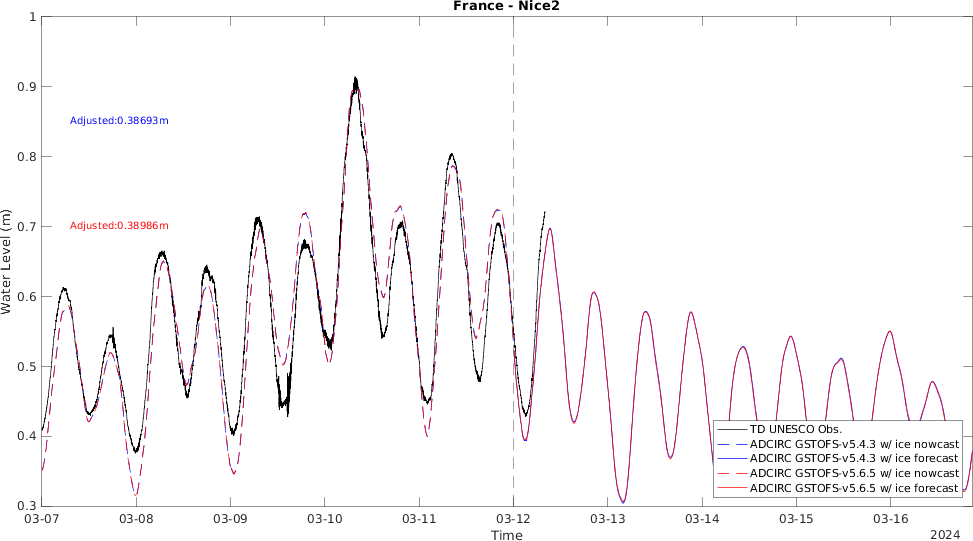 France - Nice2
1
0.9
0.8
0.7
0.6
0.5
0.4
0.3
Water Level (m)
Adjusted:0.38693m
Adjusted:0.38986m
TD UNESCO Obs.
ADCIRC GSTOFS-v5.4.3 w/ ice nowcast
ADCIRC GSTOFS-v5.4.3 w/ ice forecast
ADCIRC GSTOFS-v5.6.5 w/ ice nowcast
ADCIRC GSTOFS-v5.6.5 w/ ice forecast
03-07 03-08 03-09 03-10 03-11 03-12 03-13 03-14 03-15 03-16
Time
2024